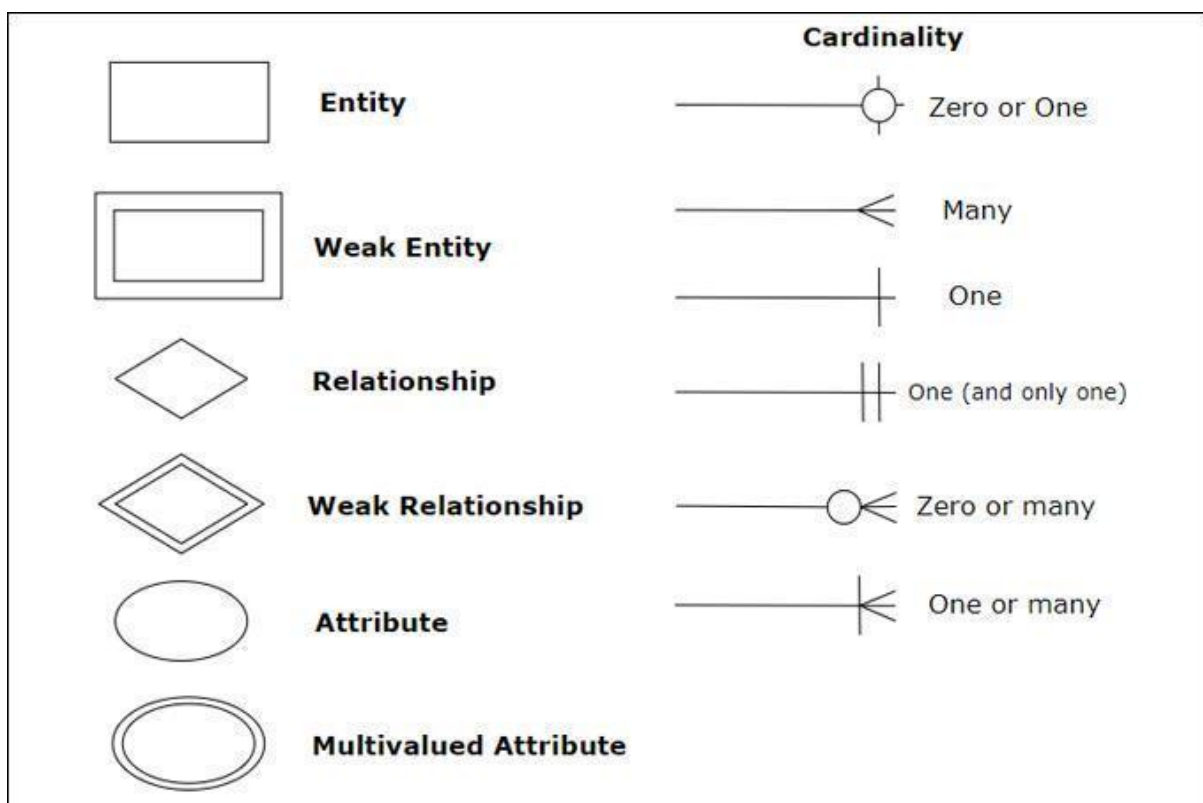 Entity
Weak Entity
Relationship
Weak Relationship
Attribute
Multivalued Attribute
Cardinality
Zero or One
Many
One
One (and only one)
Zero or many
One or many